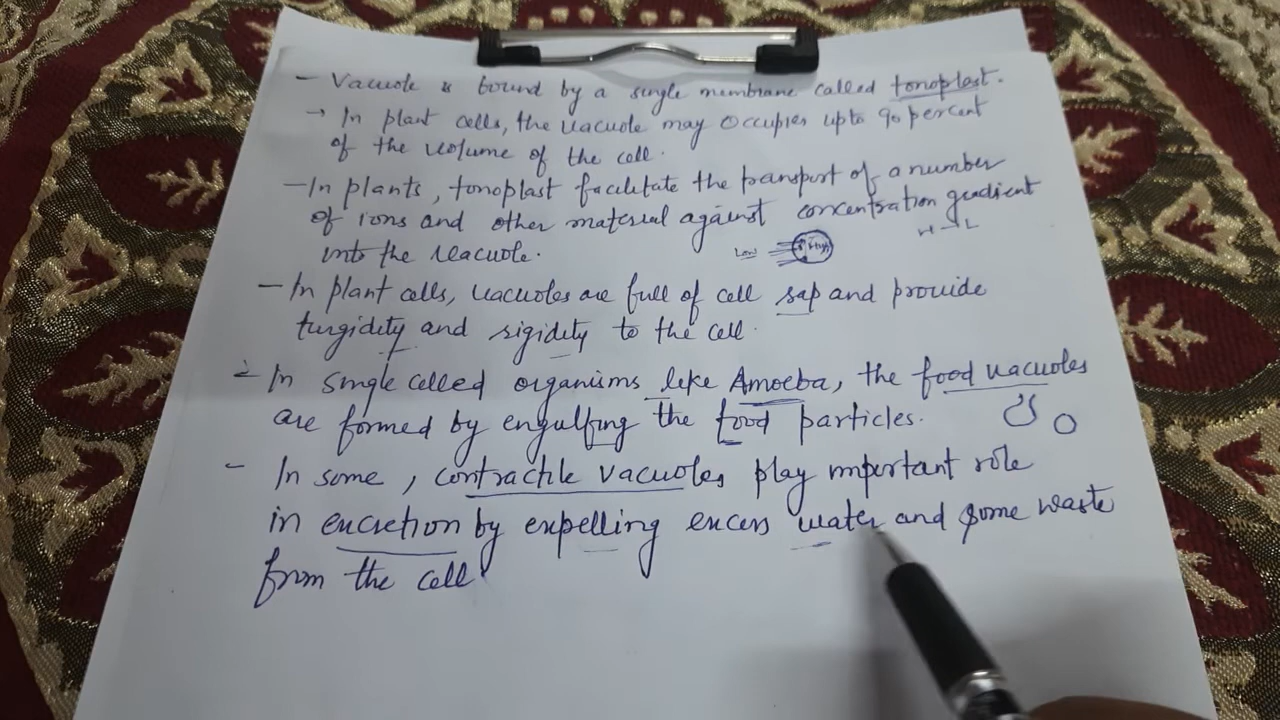 - Vacuole is bound by a single membrane called tonoplast.
→ In plant cells, the vacuole may occupies upto 90 percent
of the volume of the cell.
- In plants, tonoplast facilitate the transport of a number
of ions and other material against concentration gradient
H → L
into the vacuole.
Low High
- In plant cells, vacuoles are full of cell sap and provide
turgidity and rigidity to the cell.
- In single celled organisms like Amoeba, the food vacuoles
are formed by engulfing the food particles.
- In some, contractile vacuoles play important role
in excretion by expelling excess water and some waste
from the cell